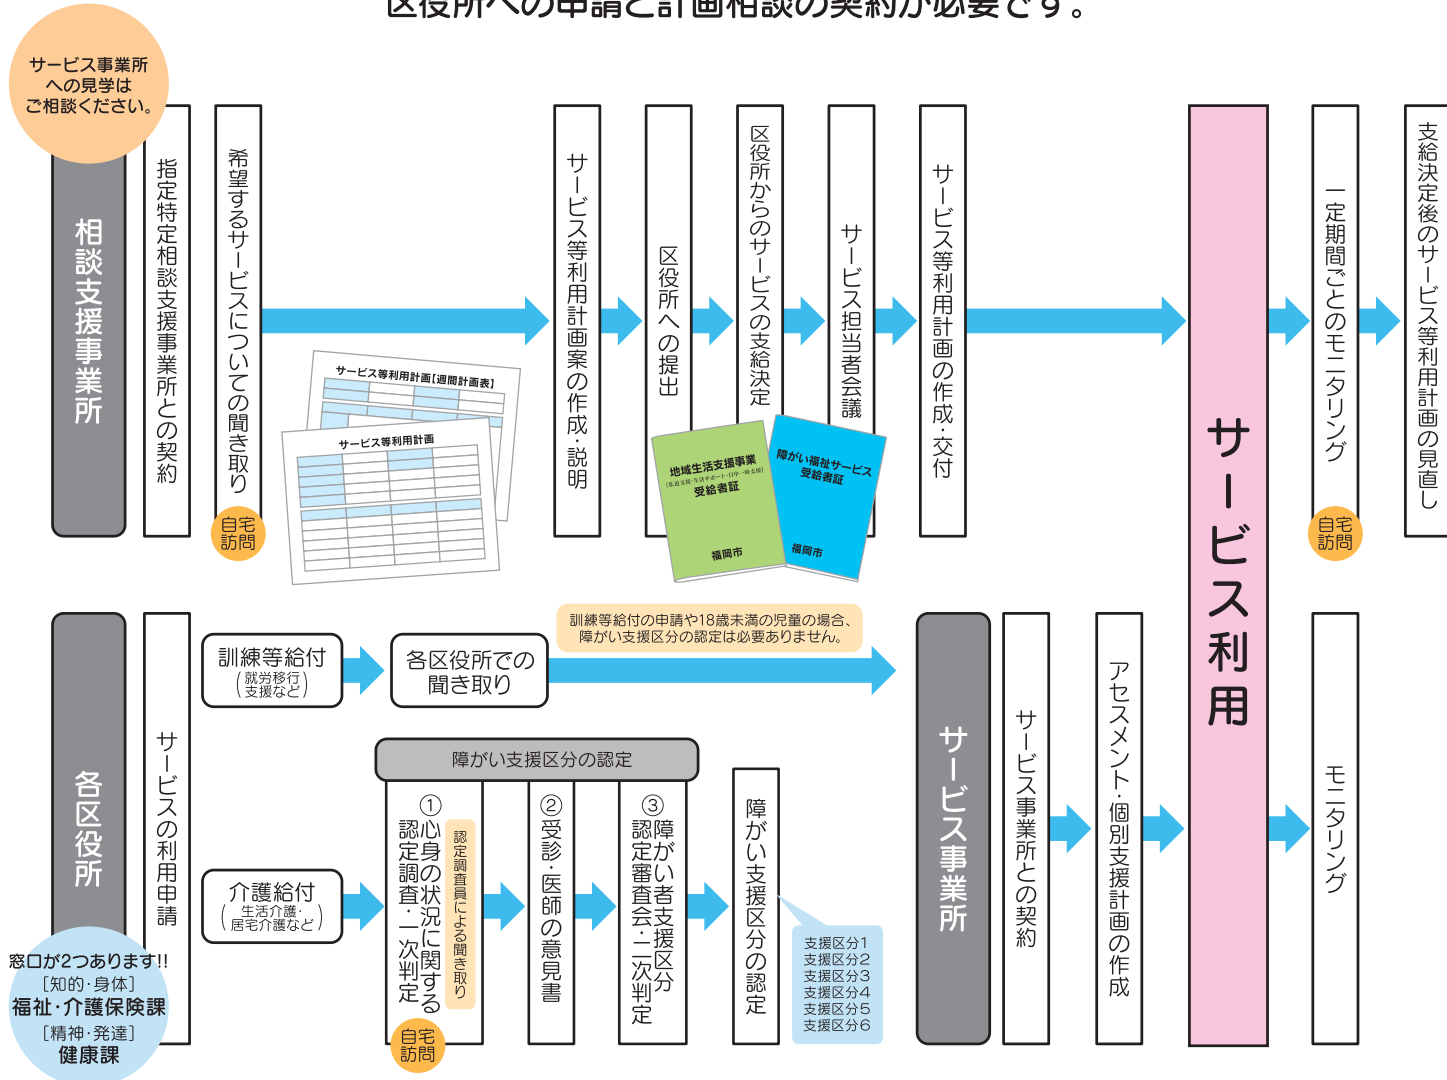 区役所への申請と計画相談の契約が必要です。
サービス事業所
への見学は
ご相談ください。
相談支援事業所
指定特定相談支援事業所との契約
希望するサービスについての聞き取り
自宅
訪問
サービス等利用計画【週間計画表】
サービス等利用計画
サービス等利用計画案の作成・説明
区役所への提出
区役所からのサービスの支給決定
サービス担当者会議
サービス等利用計画の作成・交付
地域生活支援事業
(移動支援・生活サポート・日中一時支援)
受給者証
福岡市
障がい福祉サービス
受給者証
福岡市
サービス利用
一定期間ごとのモニタリング
自宅
訪問
支給決定後のサービス等利用計画の見直し
各区役所
サービスの利用申請
窓口が2つあります!!
[知的・身体]
福祉・介護保険課
[精神・発達]
健康課
訓練等給付
(就労移行
支援など)
各区役所での
聞き取り
訓練等給付の申請や18歳未満の児童の場合、
障がい支援区分の認定は必要ありません。
介護給付
(生活介護・
居宅介護など)
障がい支援区分の認定
①心身の状況に関する
認定調査・一次判定
認定調査員による聞き取り
自宅
訪問
②受診・医師の意見書
③障がい者支援区分
認定審査会・二次判定
障がい支援区分の認定
支援区分1
支援区分2
支援区分3
支援区分4
支援区分5
支援区分6
サービス事業所
サービス事業所との契約
アセスメント・個別支援計画の作成
モニタリング